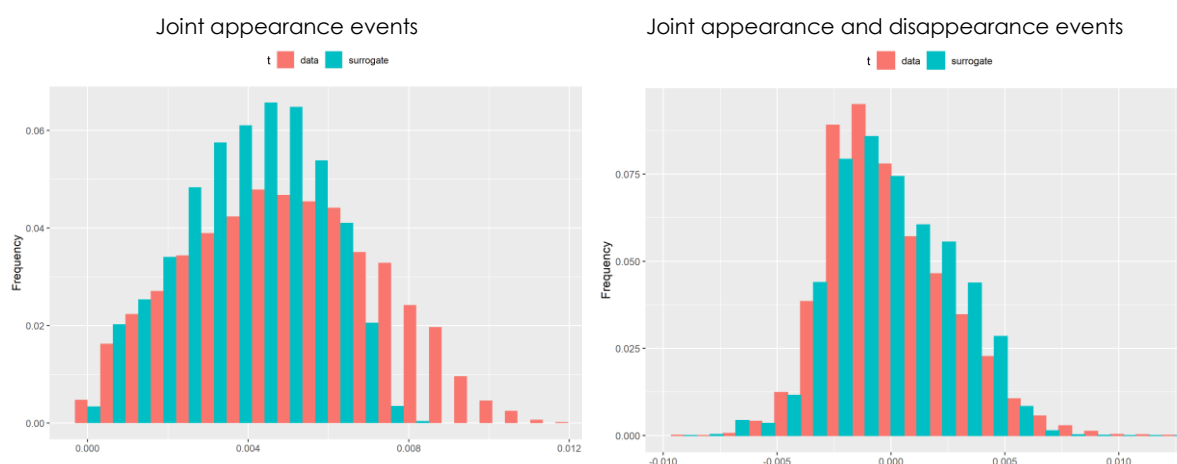 Joint appearance events
t data surrogate
0.06
0.04
0.02
0.00
Frequency
0.000 0.004 0.008 0.012
Joint appearance and disappearance events
t data surrogate
0.075
0.050
0.025
0.000
Frequency
-0.010 -0.005 0.000 0.005 0.010